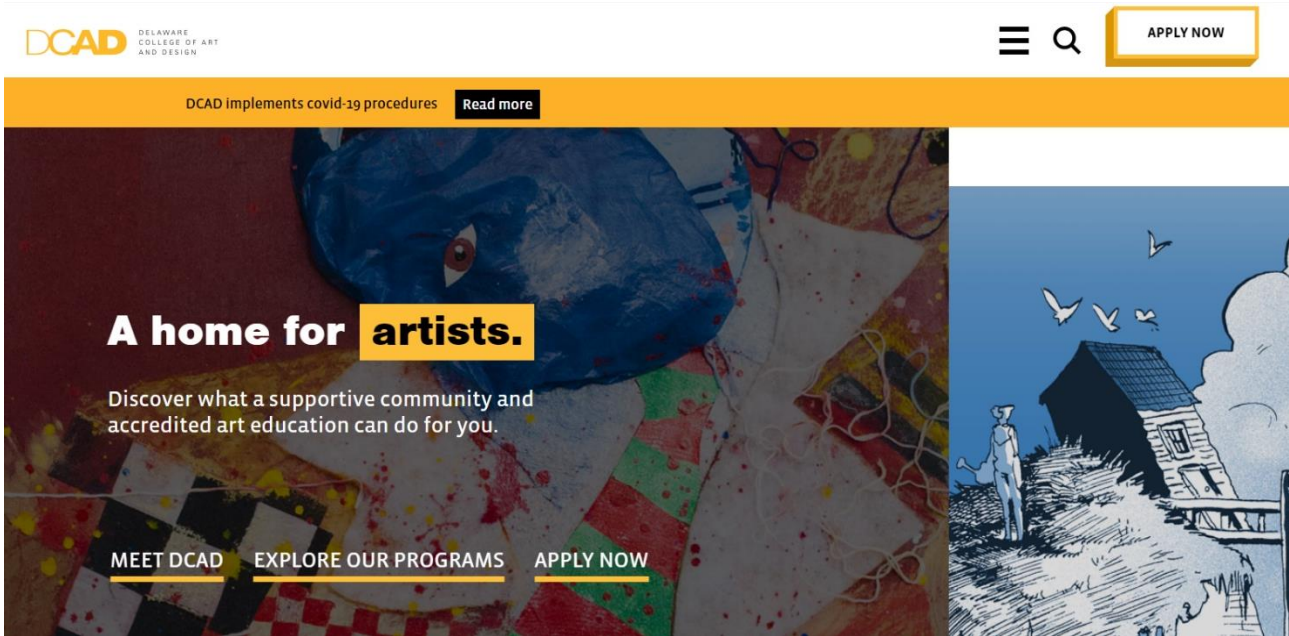 DCAD
DELAWARE
COLLEGE OF ART
AND DESIGN
APPLY NOW
DCAD implements covid-19 procedures Read more
A home for artists.
Discover what a supportive community and
accredited art education can do for you.
MEET DCAD EXPLORE OUR PROGRAMS APPLY NOW